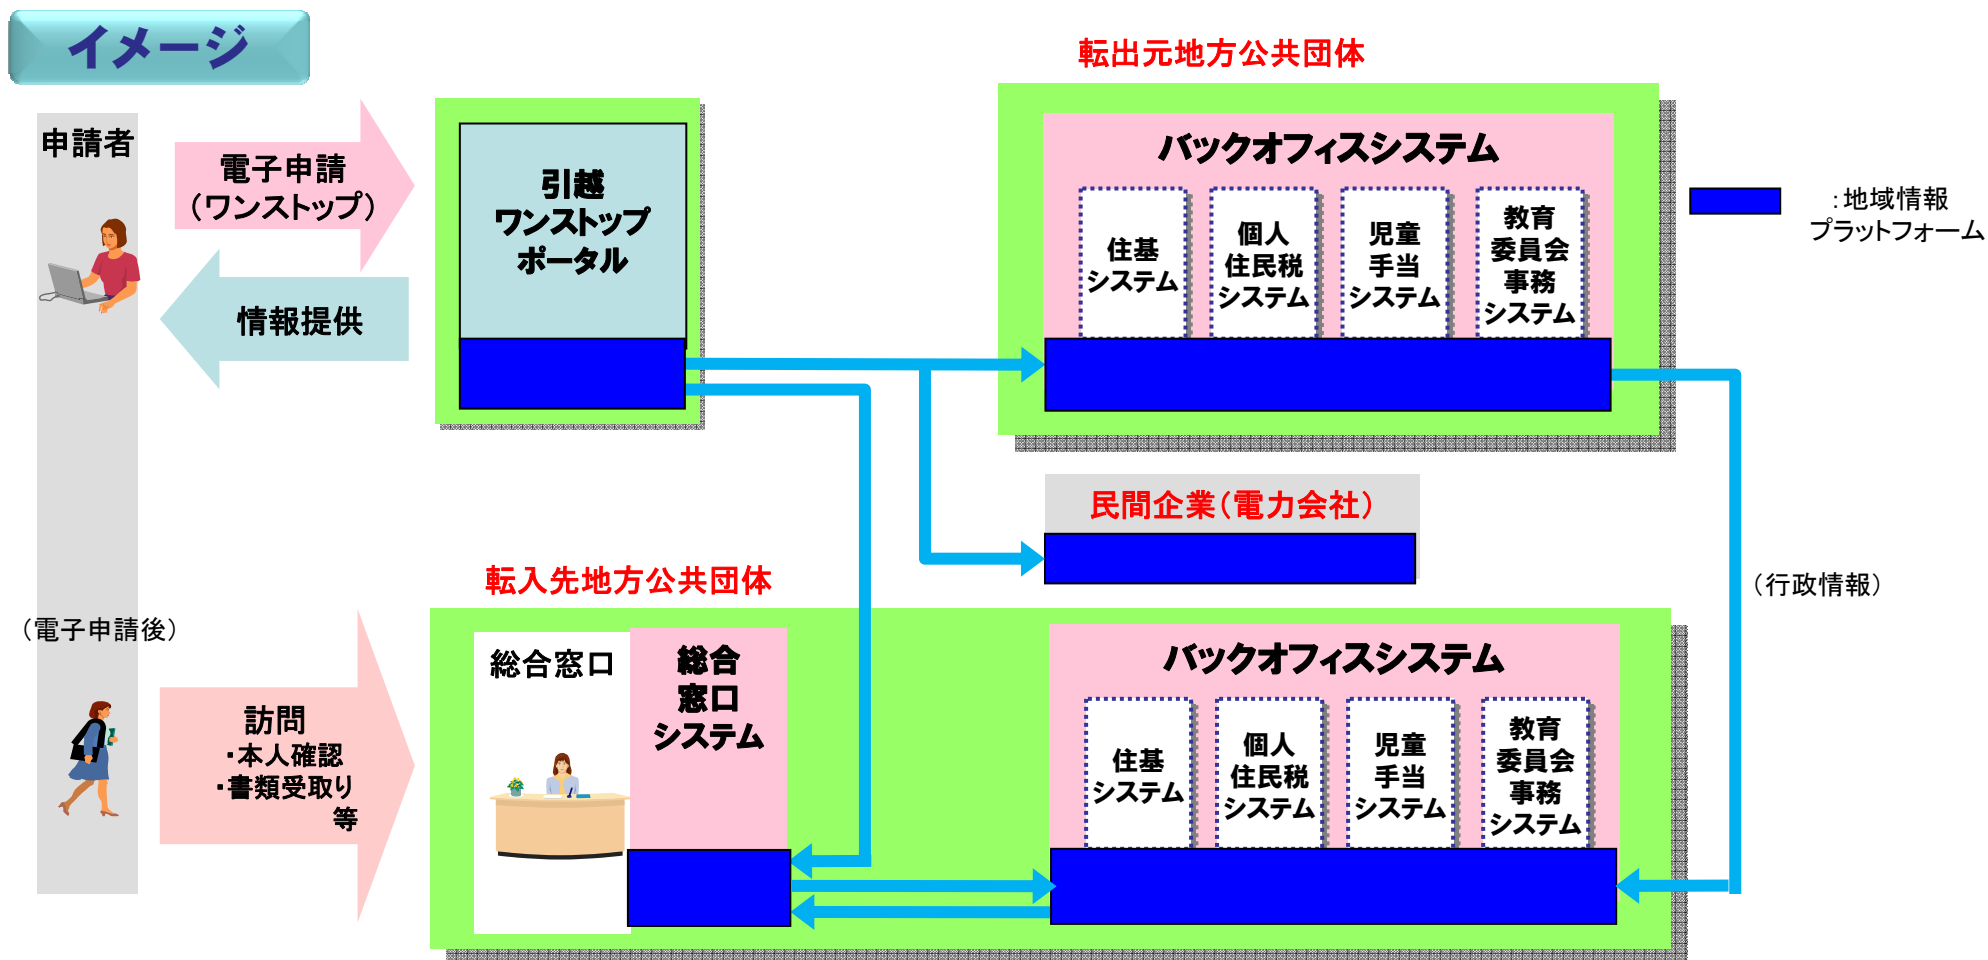 イメージ
申請者
電子申請
（ワンストップ）
情報提供
（電子申請後）
訪問
・本人確認
・書類受取り
等
引越
ワンストップ
ポータル
転出元地方公共団体
バックオフィスシステム
住基
システム
個人
住民税
システム
児童
手当
システム
教育
委員会
事務
システム
：地域情報
プラットフォーム
民間企業（電力会社）
（行政情報）
転入先地方公共団体
総合窓口
総合
窓口
システム
バックオフィスシステム
住基
システム
個人
住民税
システム
児童
手当
システム
教育
委員会
事務
システム